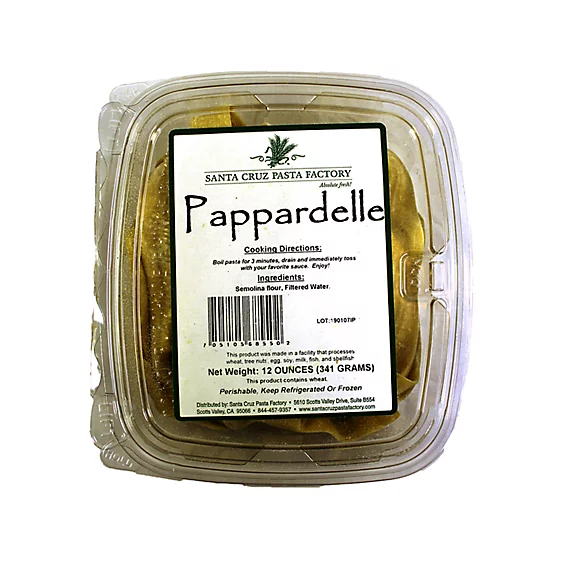 SANTA CRUZ PASTA FACTORY
Absolute fresh!
Pappardelle
Cooking Directions:
Boil pasta for 3 minutes, drain and immediately toss
with your favorite sauce. Enjoy!
Ingredients:
Semolina flour, Filtered Water.
7 05105 68550 2
LOT:190107IP
This product was made in a facility that processes
wheat, tree nuts, egg, soy, milk, fish, and shellfish
Net Weight: 12 OUNCES (341 GRAMS)
This product contains wheat.
Perishable, Keep Refrigerated Or Frozen
Distributed by: Santa Cruz Pasta Factory • 5610 Scotts Valley Drive, Suite B554
Scotts Valley, CA 95066 • 844-457-9357 • www.santacruzpastafactory.com